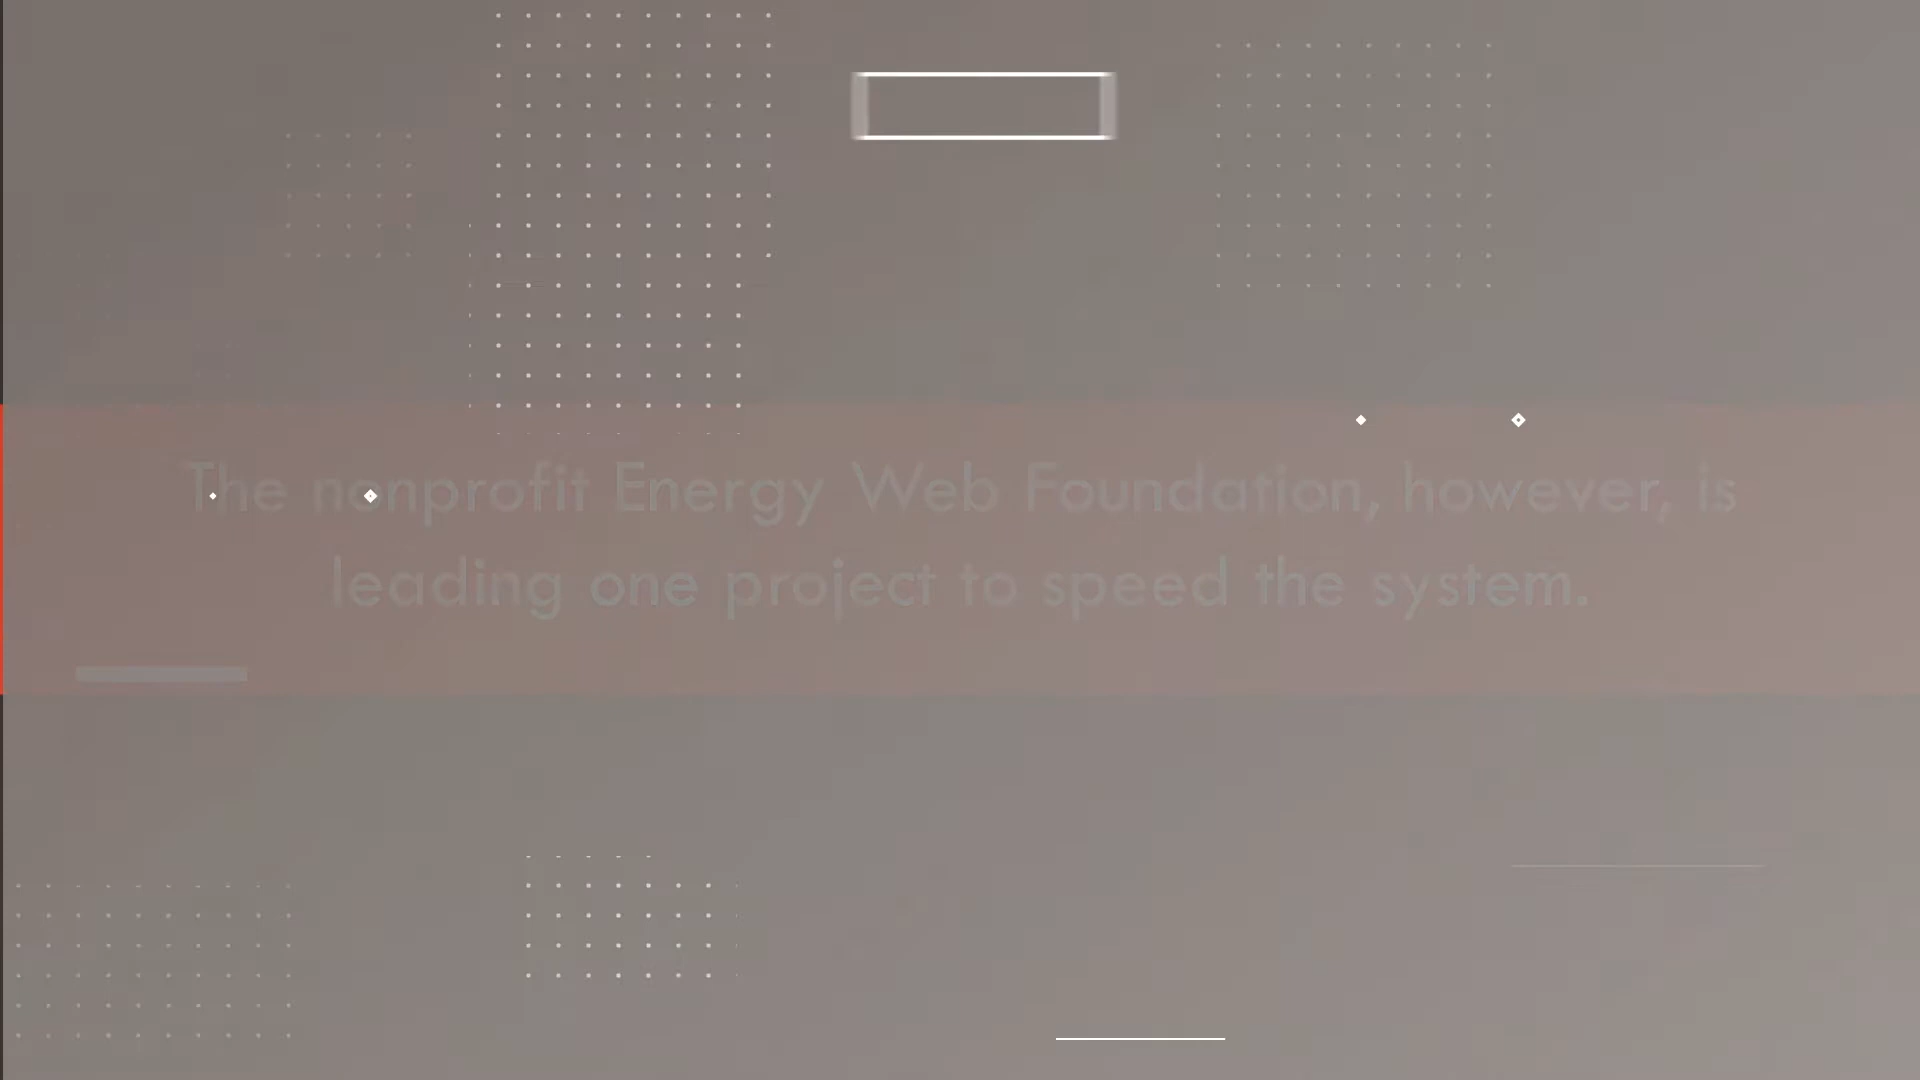 The nonprofit Energy Web Foundation, however, is
leading one project to speed the system.